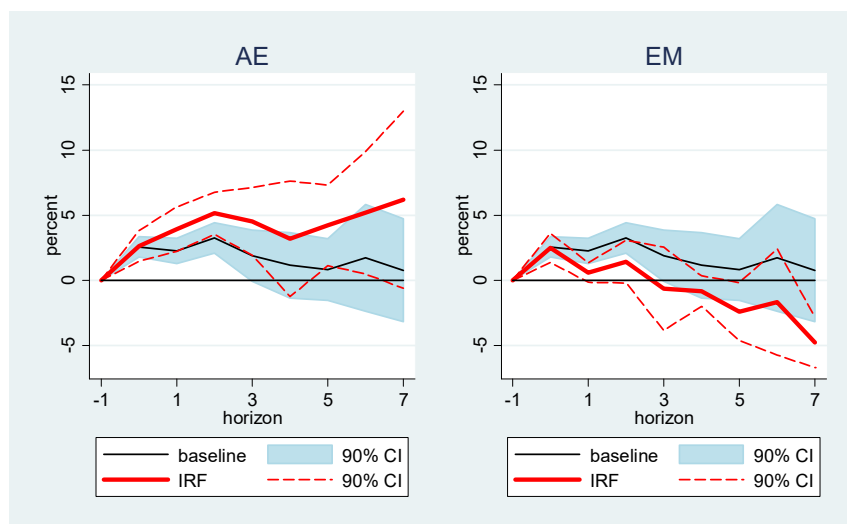 AE
15
10
5
0
-5
percent
-1 1 3 5 7
horizon
baseline 90% CI
IRF 90% CI
EM
15
10
5
0
-5
percent
-1 1 3 5 7
horizon
baseline 90% CI
IRF 90% CI